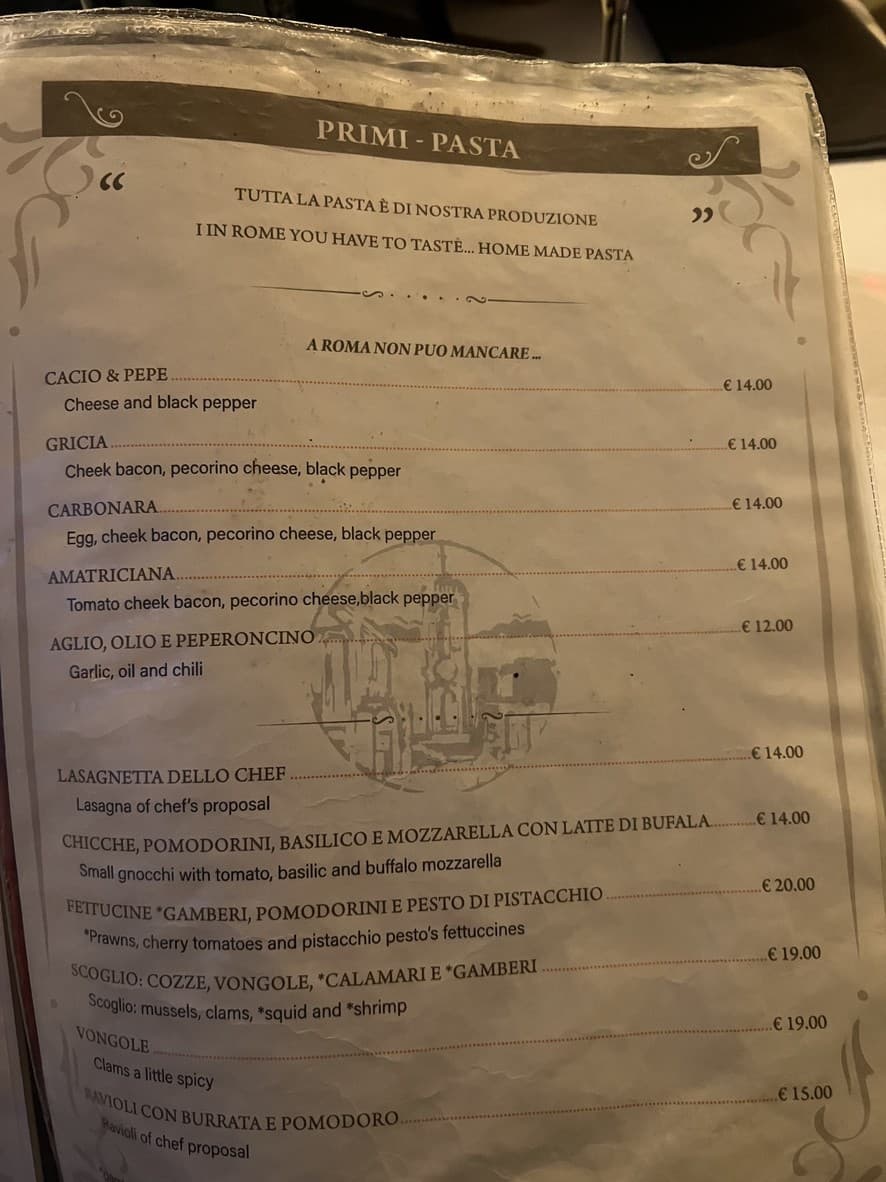 PRIMI - PASTA
“
TUTTA LA PASTA È DI NOSTRA PRODUZIONE
”
I IN ROME YOU HAVE TO TASTÈ... HOME MADE PASTA
A ROMA NON PUO MANCARE ...
CACIO & PEPE € 14.00
Cheese and black pepper
GRICIA € 14.00
Cheek bacon, pecorino cheese, black pepper
CARBONARA € 14.00
Egg, cheek bacon, pecorino cheese, black pepper
AMATRICIANA € 14.00
Tomato cheek bacon, pecorino cheese,black pepper
AGLIO, OLIO E PEPERONCINO € 12.00
Garlic, oil and chili
LASAGNETTA DELLO CHEF € 14.00
Lasagna of chef's proposal
CHICCHE, POMODORINI, BASILICO E MOZZARELLA CON LATTE DI BUFALA € 14.00
Small gnocchi with tomato, basilic and buffalo mozzarella
FETTUCINE *GAMBERI, POMODORINI E PESTO DI PISTACCHIO € 20.00
*Prawns, cherry tomatoes and pistacchio pesto's fettuccines
SCOGLIO: COZZE, VONGOLE, *CALAMARI E *GAMBERI € 19.00
Scoglio: mussels, clams, *squid and *shrimp
VONGOLE € 19.00
Clams a little spicy
RAVIOLI CON BURRATA E POMODORO € 15.00
Ravioli of chef proposal